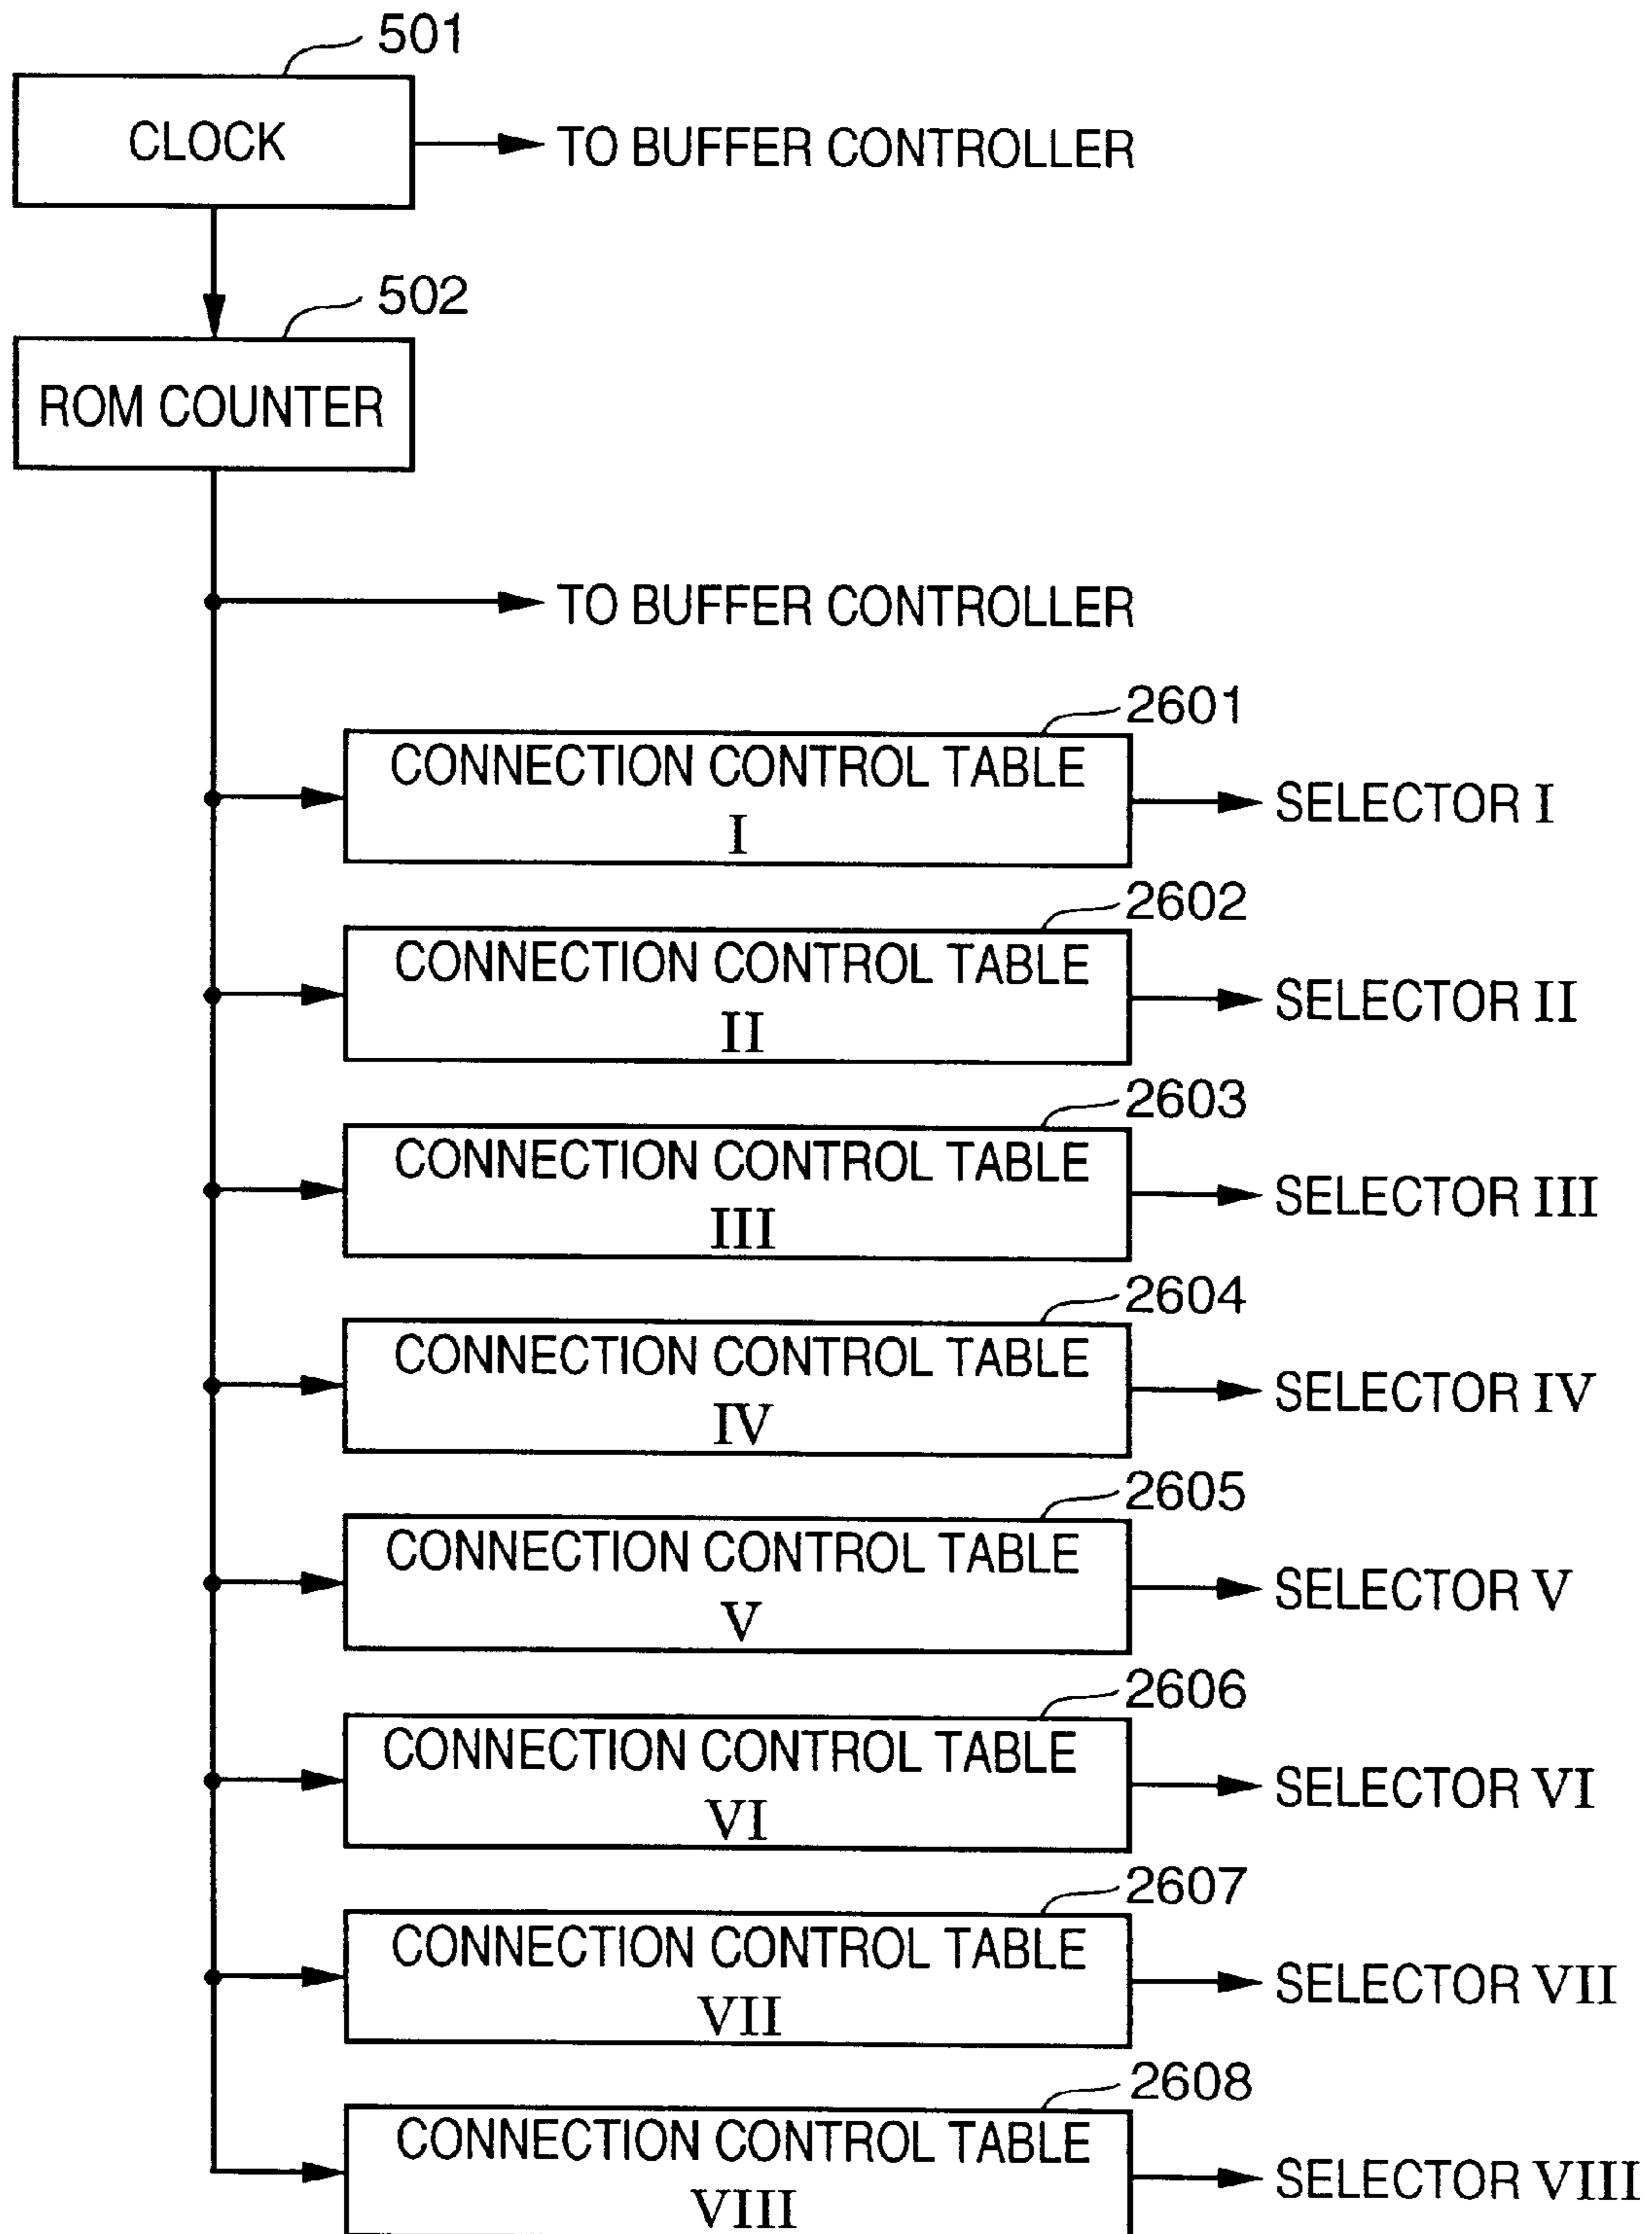 501
CLOCK
TO BUFFER CONTROLLER
502
ROM COUNTER
TO BUFFER CONTROLLER
2601
CONNECTION CONTROL TABLE
I
SELECTOR I
2602
CONNECTION CONTROL TABLE
II
SELECTOR II
2603
CONNECTION CONTROL TABLE
III
SELECTOR III
2604
CONNECTION CONTROL TABLE
IV
SELECTOR IV
2605
CONNECTION CONTROL TABLE
V
SELECTOR V
2606
CONNECTION CONTROL TABLE
VI
SELECTOR VI
2607
CONNECTION CONTROL TABLE
VII
SELECTOR VII
2608
CONNECTION CONTROL TABLE
VIII
SELECTOR VIII